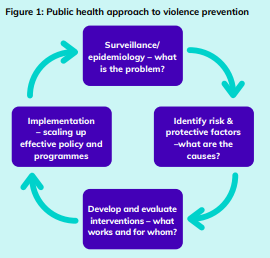 Figure 1: Public health approach to violence prevention
Surveillance/
epidemiology – what
is the problem?
Identify risk &
protective factors
–what are the
causes?
Develop and evaluate
interventions – what
works and for whom?
Implementation
– scaling up
effective policy and
programmes